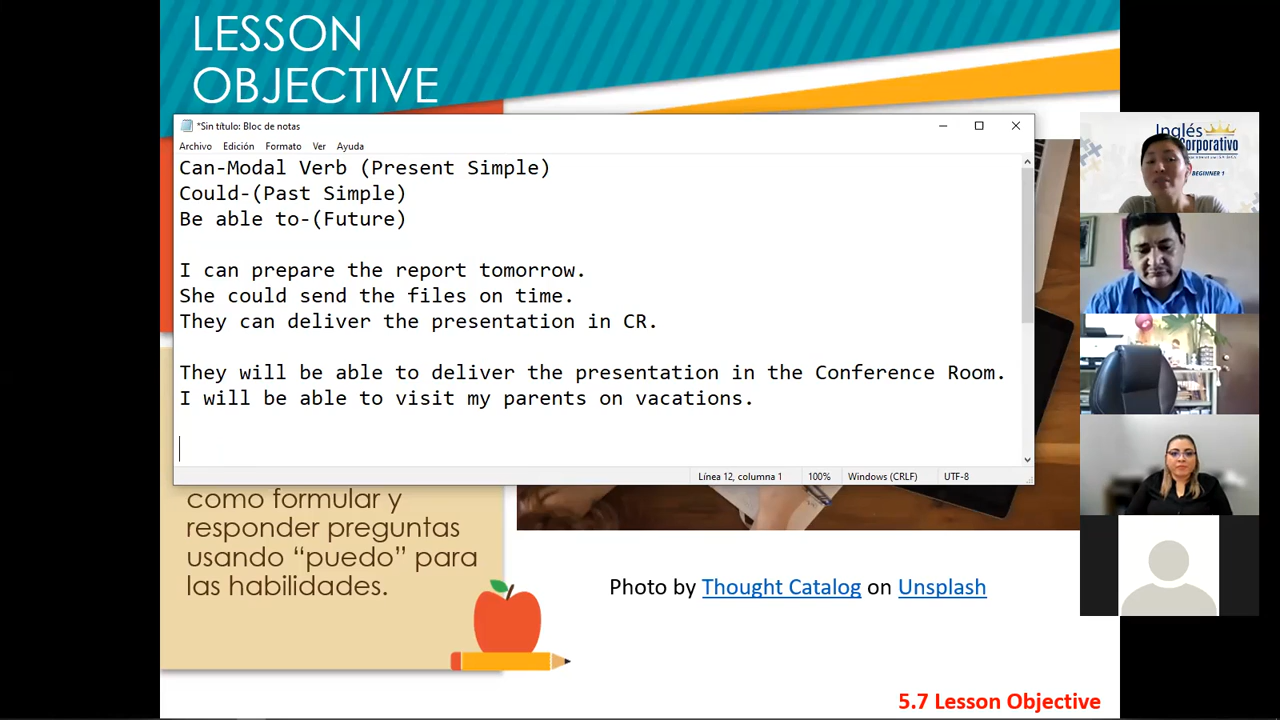 LESSON
OBJECTIVE
*Sin título: Bloc de notas
Archivo Edición Formato Ver Ayuda
Can-Modal Verb (Present Simple)
Could-(Past Simple)
Be able to-(Future)
I can prepare the report tomorrow.
She could send the files on time.
They can deliver the presentation in CR.
They will be able to deliver the presentation in the Conference Room.
I will be able to visit my parents on vacations.
Línea 12, columna 1 100% Windows (CRLF) UTF-8
como formular y
responder preguntas
usando “puedo” para
las habilidades.
Photo by Thought Catalog on Unsplash
5.7 Lesson Objective
Inglés
Corporativo
BEGINNER 1